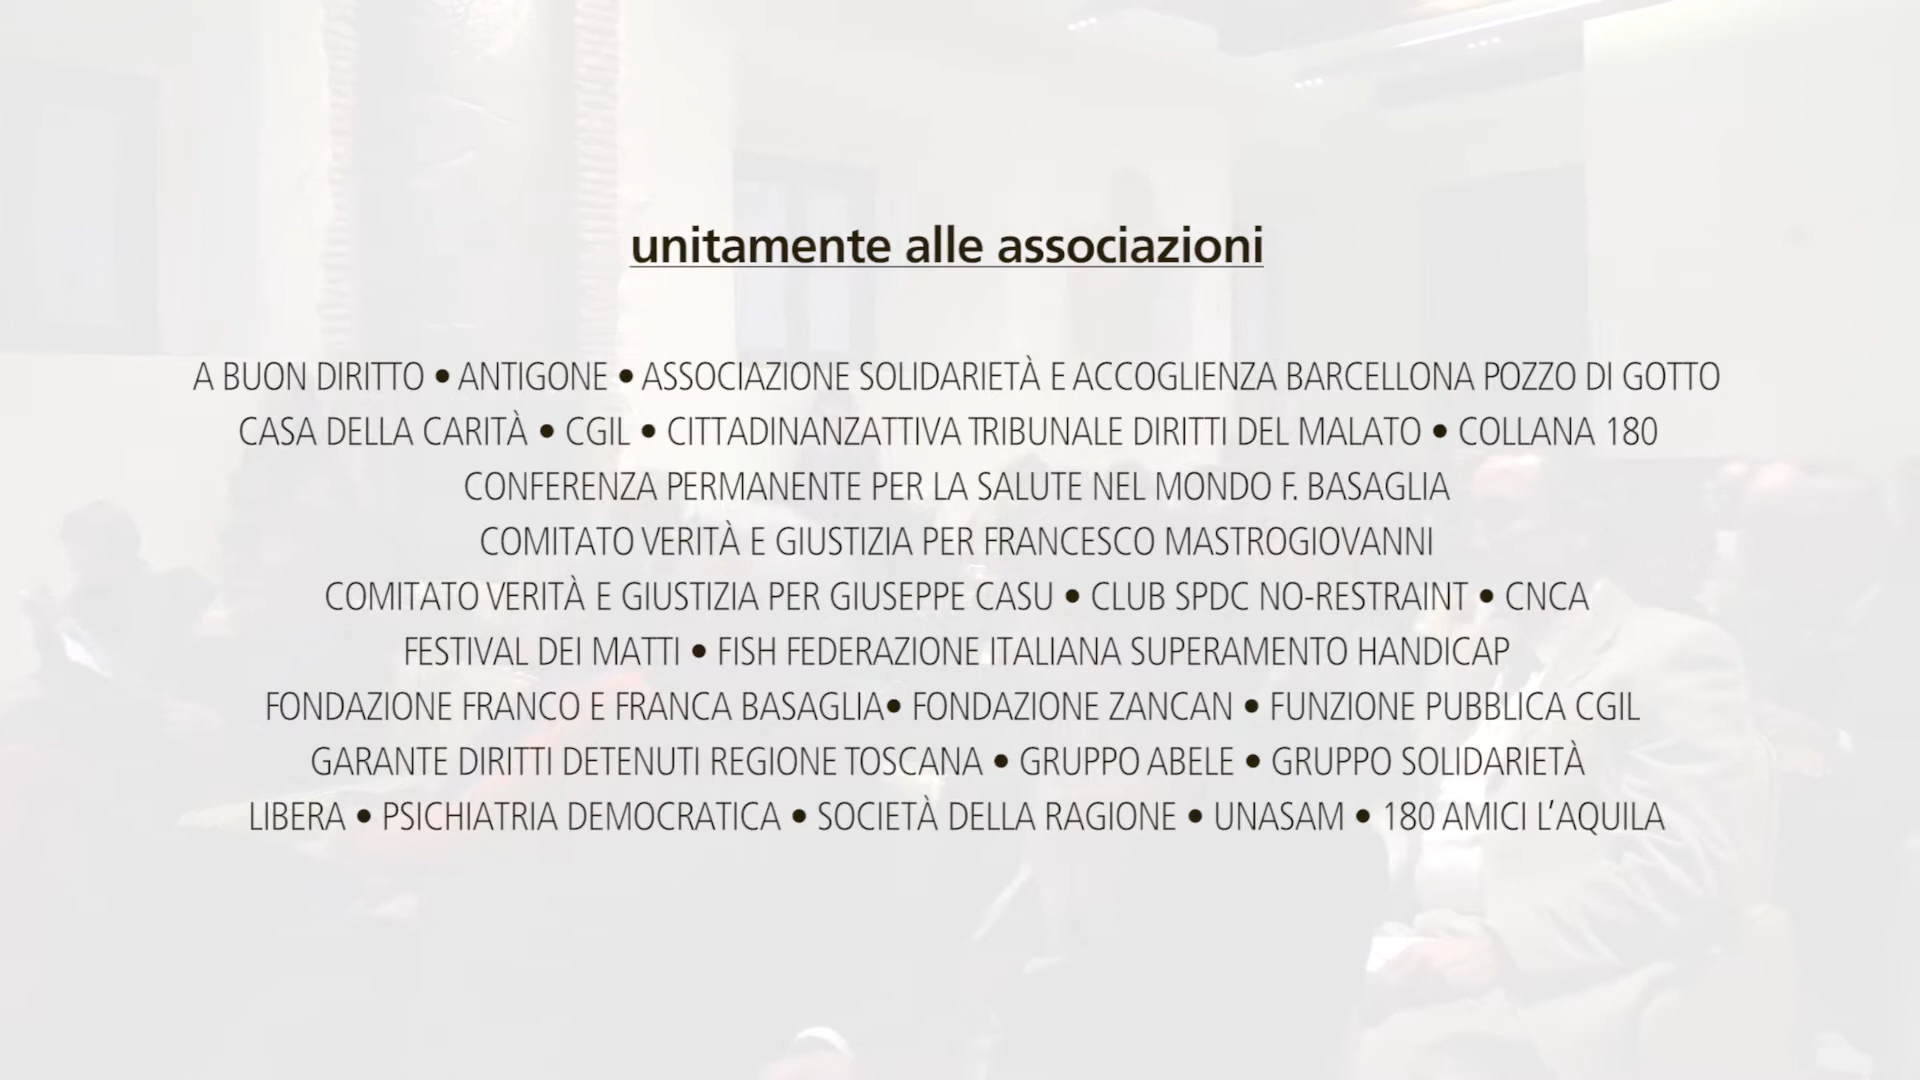 unitamente alle associazioni
A BUON DIRITTO • ANTIGONE • ASSOCIAZIONE SOLIDARIETÀ E ACCOGLIENZA BARCELLONA POZZO DI GOTTO
CASA DELLA CARITÀ • CGIL • CITTADINANZATTIVA TRIBUNALE DIRITTI DEL MALATO • COLLANA 180
CONFERENZA PERMANENTE PER LA SALUTE NEL MONDO F. BASAGLIA
COMITATO VERITÀ E GIUSTIZIA PER FRANCESCO MASTROGIOVANNI
COMITATO VERITÀ E GIUSTIZIA PER GIUSEPPE CASU • CLUB SPDC NO-RESTRAINT • CNCA
FESTIVAL DEI MATTI • FISH FEDERAZIONE ITALIANA SUPERAMENTO HANDICAP
FONDAZIONE FRANCO E FRANCA BASAGLIA• FONDAZIONE ZANCAN • FUNZIONE PUBBLICA CGIL
GARANTE DIRITTI DETENUTI REGIONE TOSCANA • GRUPPO ABELE • GRUPPO SOLIDARIETÀ
LIBERA • PSICHIATRIA DEMOCRATICA • SOCIETÀ DELLA RAGIONE • UNASAM • 180 AMICI L'AQUILA